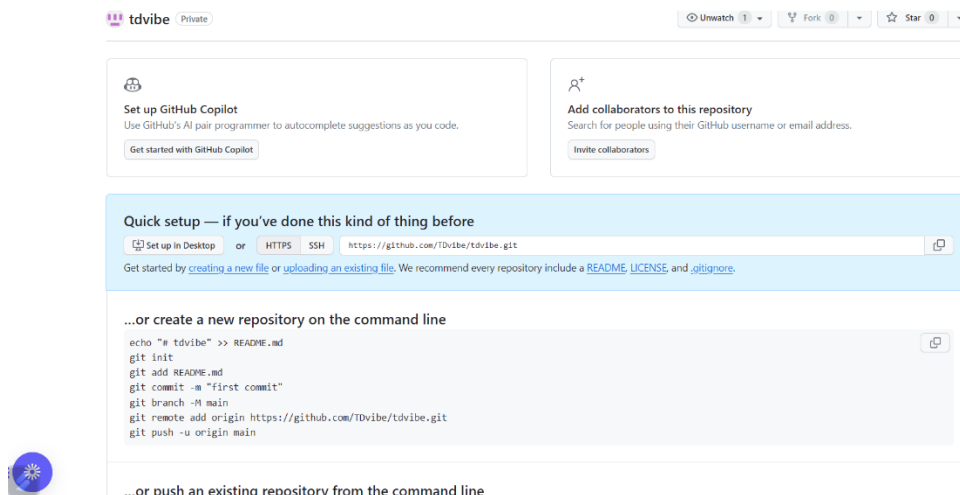 tdvibe Private
Unwatch 1 Fork 0 Star 0
Set up GitHub Copilot
Use GitHub's AI pair programmer to autocomplete suggestions as you code.
Get started with GitHub Copilot
Add collaborators to this repository
Search for people using their GitHub username or email address.
Invite collaborators
Quick setup — if you've done this kind of thing before
Set up in Desktop or HTTPS SSH https://github.com/TDvibe/tdvibe.git
Get started by creating a new file or uploading an existing file. We recommend every repository include a README, LICENSE, and .gitignore.
...or create a new repository on the command line
echo "# tdvibe" >> README.md
git init
git add README.md
git commit -m "first commit"
git branch -M main
git remote add origin https://github.com/TDvibe/tdvibe.git
git push -u origin main
...or push an existing repository from the command line